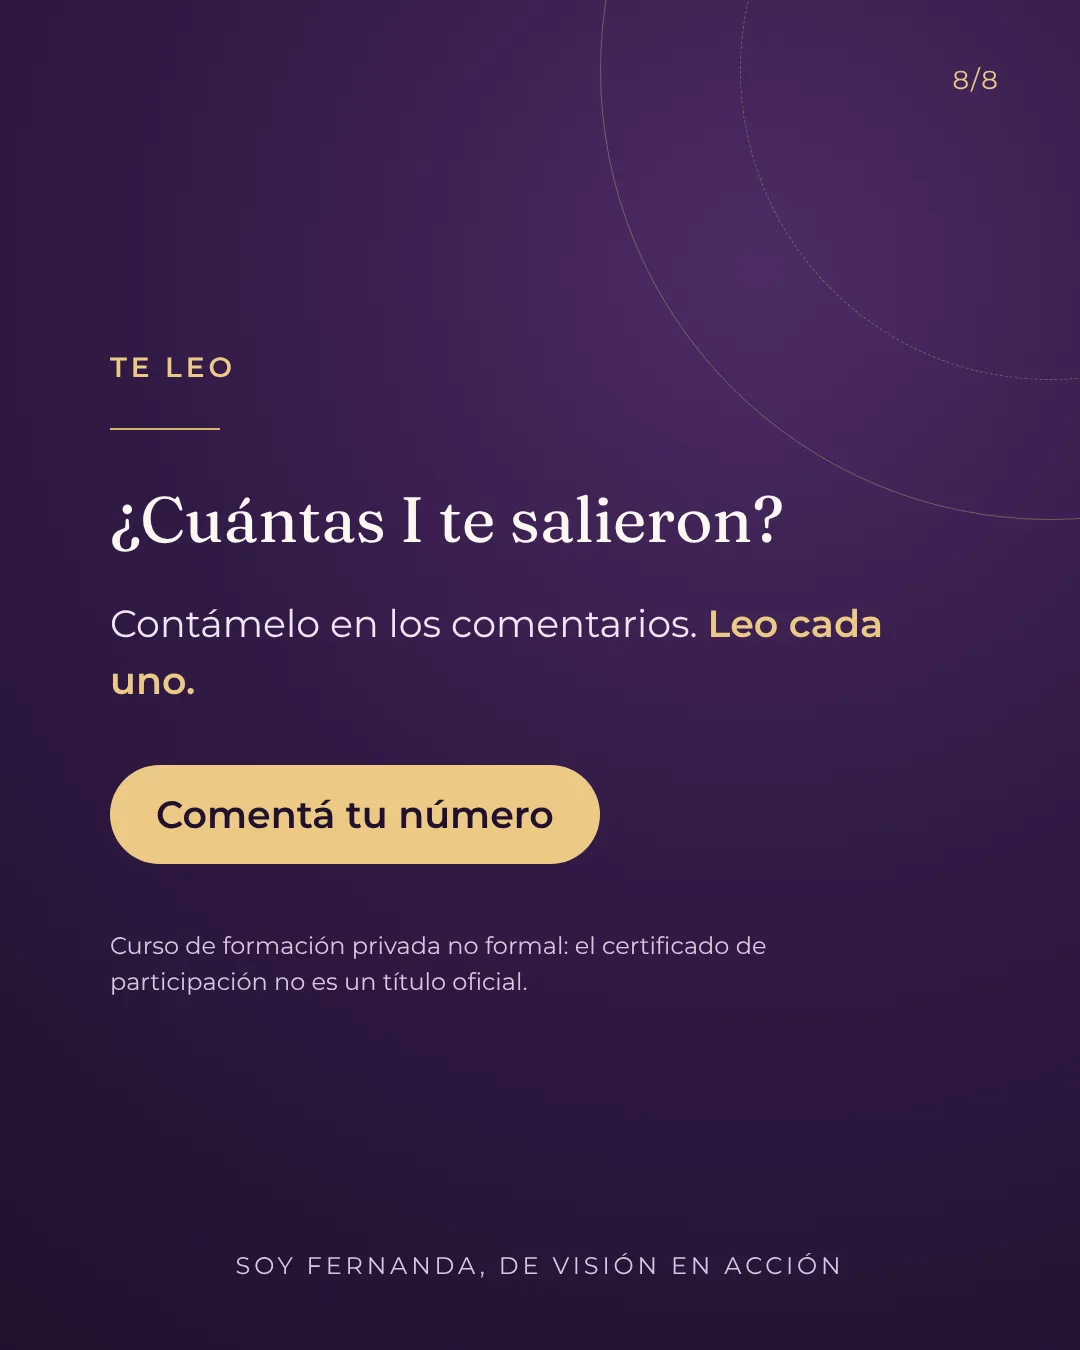 8/8
TE LEO
¿Cuántas I te salieron?
Contámelo en los comentarios. Leo cada
uno.
Comentá tu número
Curso de formación privada no formal: el certificado de
participación no es un título oficial.
SOY FERNANDA, DE VISIÓN EN ACCIÓN